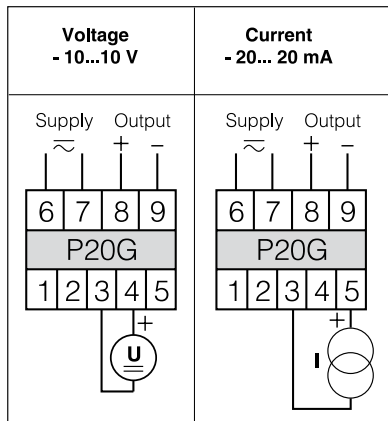 Voltage
- 10...10 V
Supply Output
+ −
6 7 8 9
P20G
1 2 3 4 5
+
U
Current
- 20... 20 mA
Supply Output
+ −
6 7 8 9
P20G
1 2 3 4 5
+
I